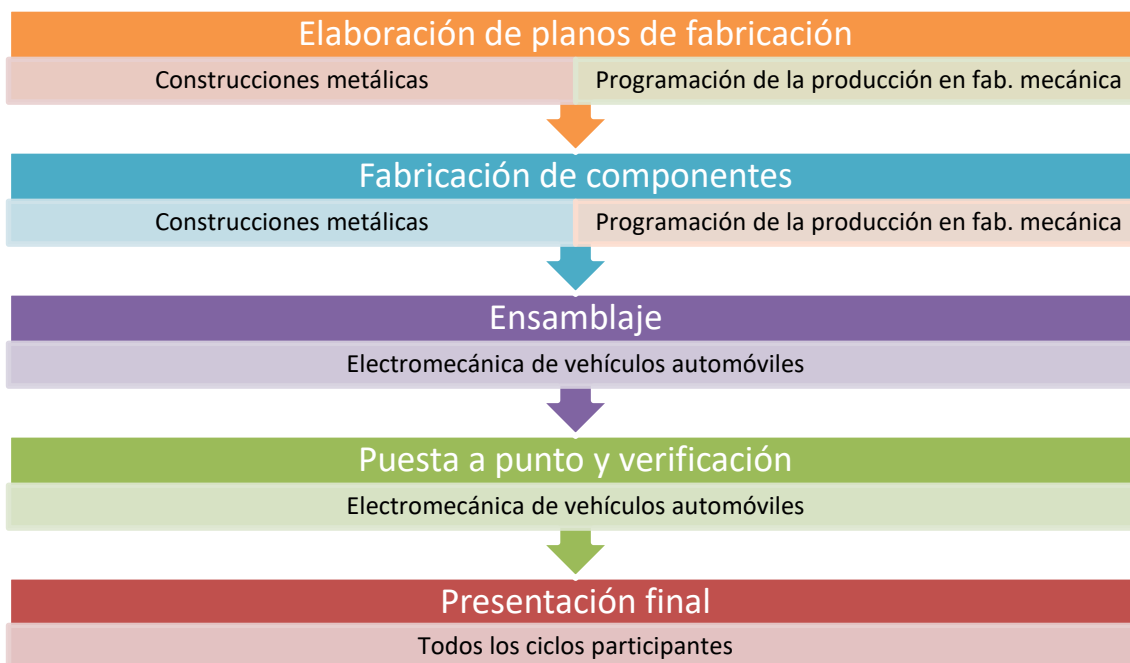 Elaboración de planos de fabricación
Construcciones metálicas
Programación de la producción en fab. mecánica
Fabricación de componentes
Construcciones metálicas
Programación de la producción en fab. mecánica
Ensamblaje
Electromecánica de vehículos automóviles
Puesta a punto y verificación
Electromecánica de vehículos automóviles
Presentación final
Todos los ciclos participantes